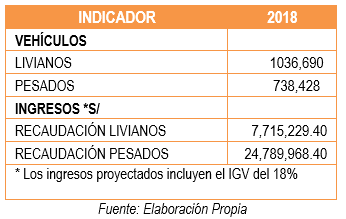 INDICADOR 2018
VEHÍCULOS
LIVIANOS 1036,690
PESADOS 738,428
INGRESOS *S/
RECAUDACIÓN LIVIANOS 7,715,229.40
RECAUDACIÓN PESADOS 24,789,968.40
* Los ingresos proyectados incluyen el IGV del 18%
Fuente: Elaboración Propia